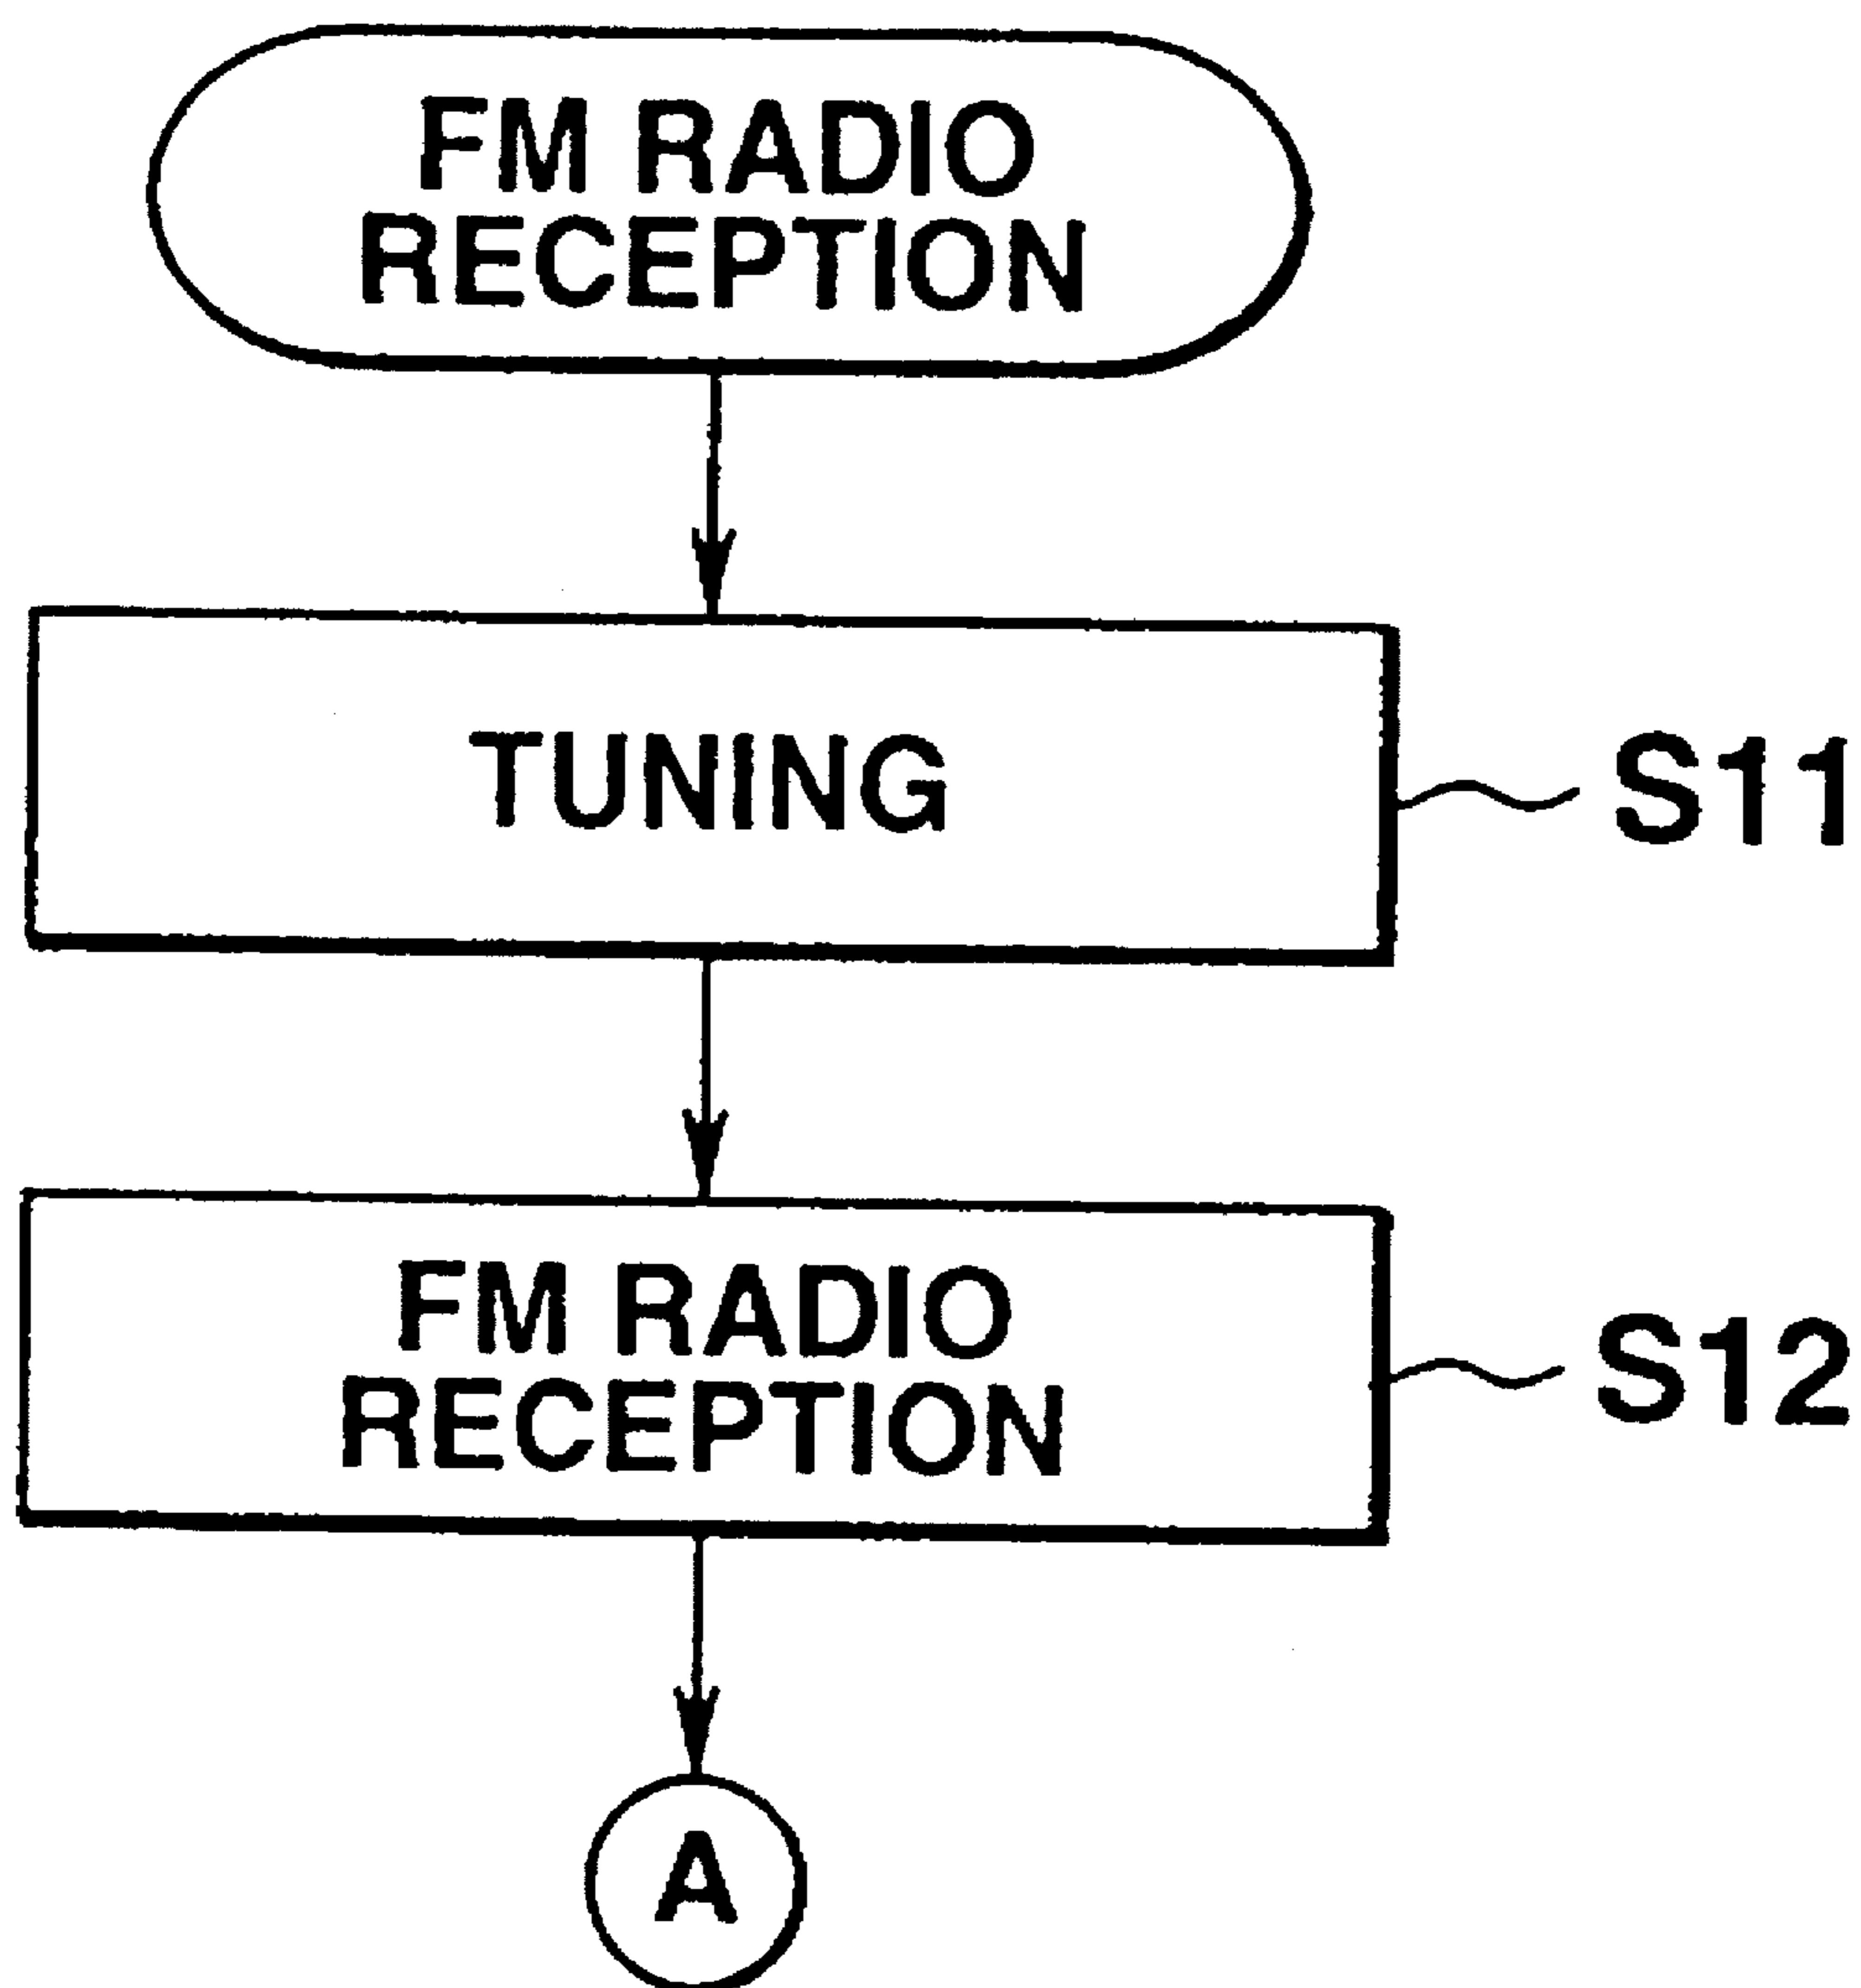 FM RADIO
RECEPTION
TUNING
S11
FM RADIO
RECEPTION
S12
A